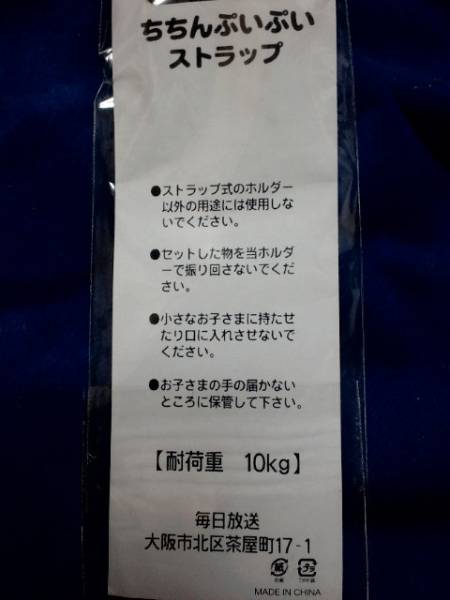 ちちんぷいぷい
ストラップ
●ストラップ式のホルダー
以外の用途には使用しな
いでください。
●セットした物を当ホルダ
ーで振り回さないでくだ
さい。
●小さなお子さまに持たせ
たり口に入れさせないで
ください。
●お子さまの手の届かない
ところに保管して下さい。
【耐荷重 10kg】
毎日放送
大阪市北区茶屋町17-1
紙 プラ
MADE IN CHINA